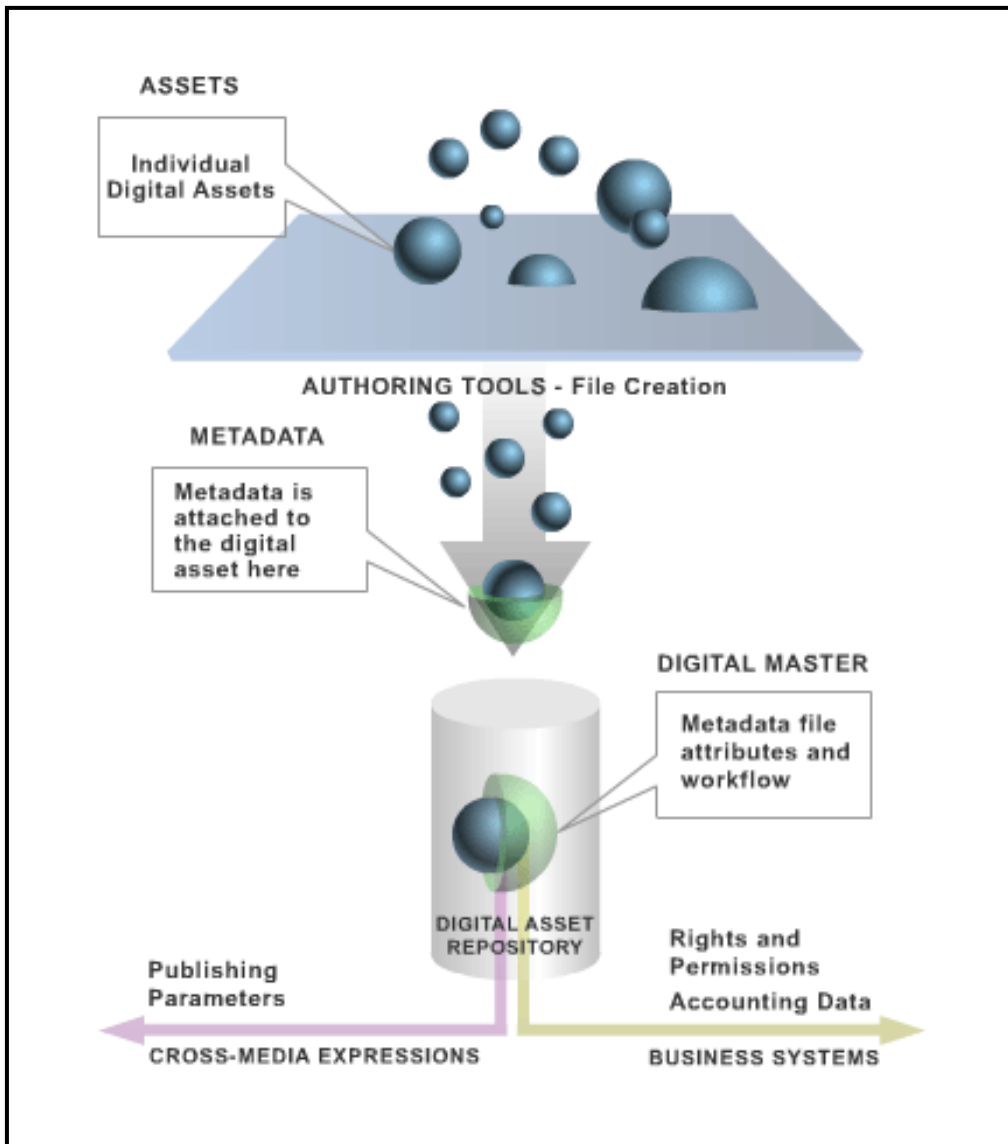 ASSETS
Individual
Digital Assets
AUTHORING TOOLS - File Creation
METADATA
Metadata is
attached to
the digital
asset here
DIGITAL MASTER
Metadata file
attributes and
workflow
DIGITAL ASSET
REPOSITORY
Publishing
Parameters
CROSS-MEDIA EXPRESSIONS
Rights and
Permissions
Accounting Data
BUSINESS SYSTEMS